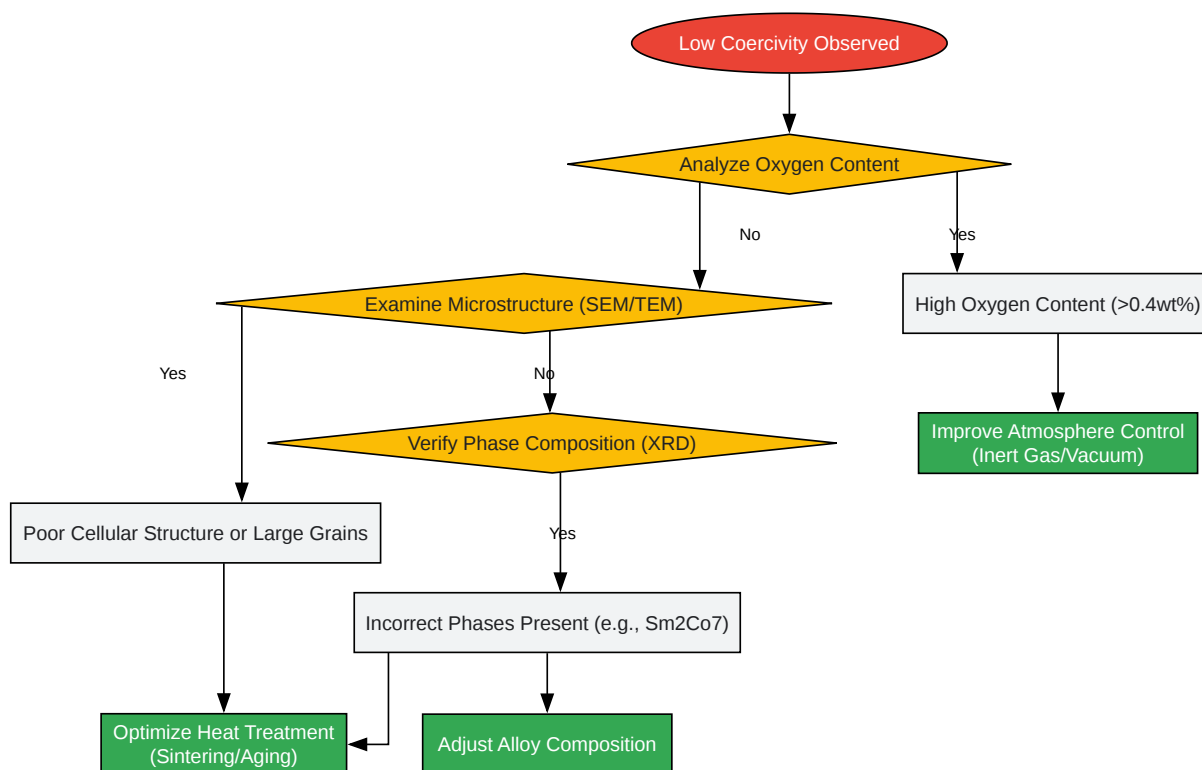 Low Coercivity Observed
Analyze Oxygen Content
No
Yes
Examine Microstructure (SEM/TEM)
High Oxygen Content (>0.4wt%)
Yes
No
Improve Atmosphere Control
(Inert Gas/Vacuum)
Verify Phase Composition (XRD)
Poor Cellular Structure or Large Grains
Yes
Incorrect Phases Present (e.g., Sm2Co7)
Optimize Heat Treatment
(Sintering/Aging)
Adjust Alloy Composition